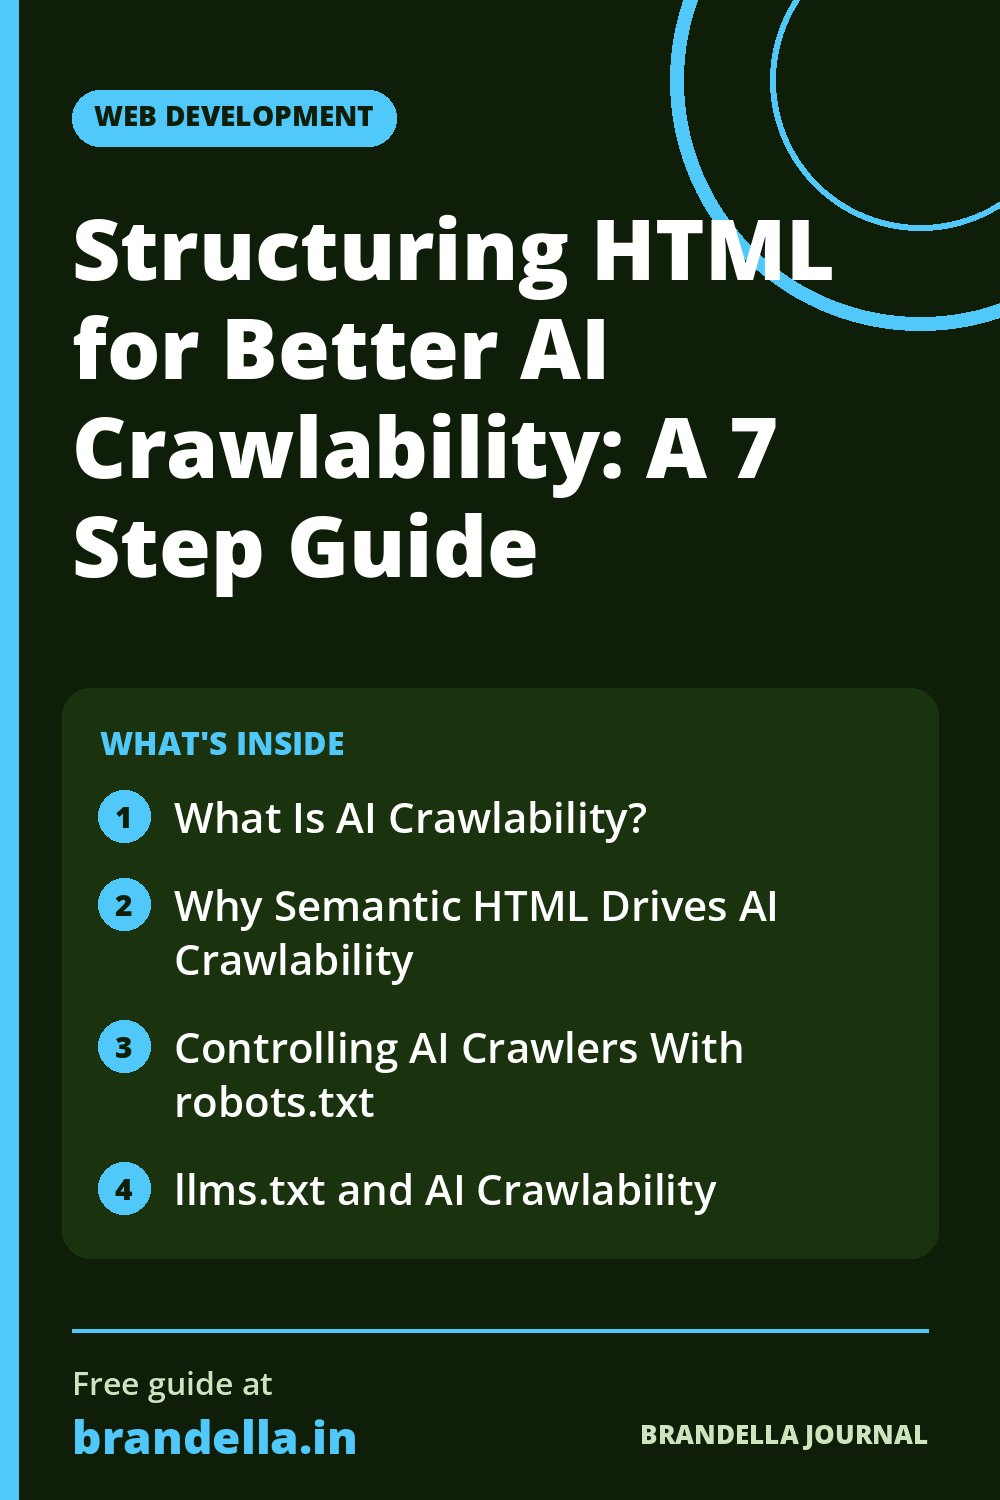 WEB DEVELOPMENT
Structuring HTML
for Better AI
Crawlability: A 7
Step Guide
WHAT'S INSIDE
1 What Is AI Crawlability?
2 Why Semantic HTML Drives AI
Crawlability
3 Controlling AI Crawlers With
robots.txt
4 llms.txt and AI Crawlability
Free guide at
brandella.in
BRANDELLA JOURNAL